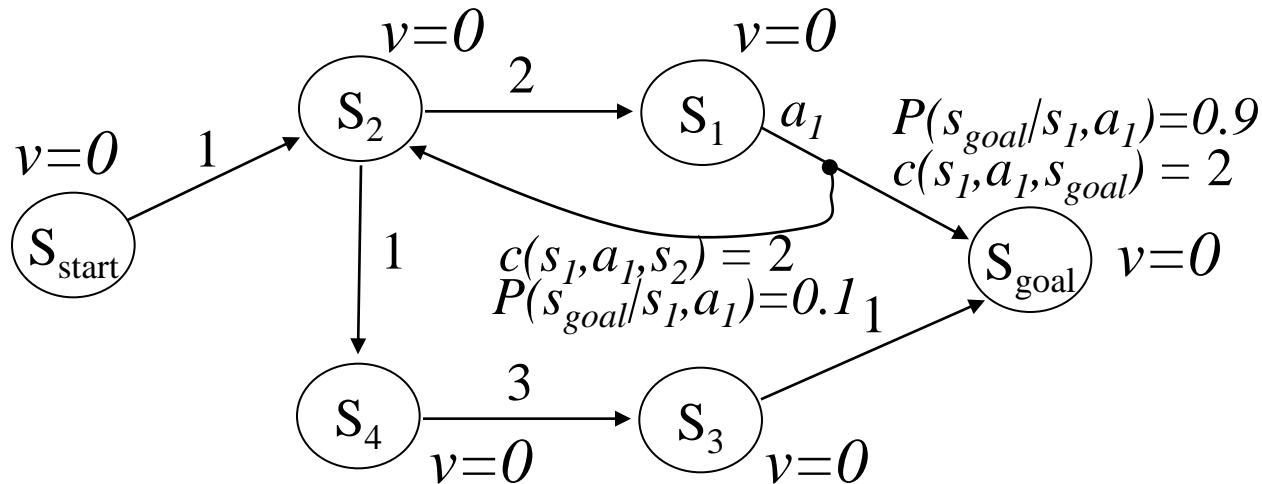 v=0
v=0
2
S2
S1
a1
P(sgoal/s1,a1)=0.9
c(s1,a1,sgoal) = 2
v=0
1
Sstart
1
c(s1,a1,s2) = 2
P(sgoal/s1,a1)=0.1
Sgoal
v=0
1
3
S4
S3
v=0
v=0